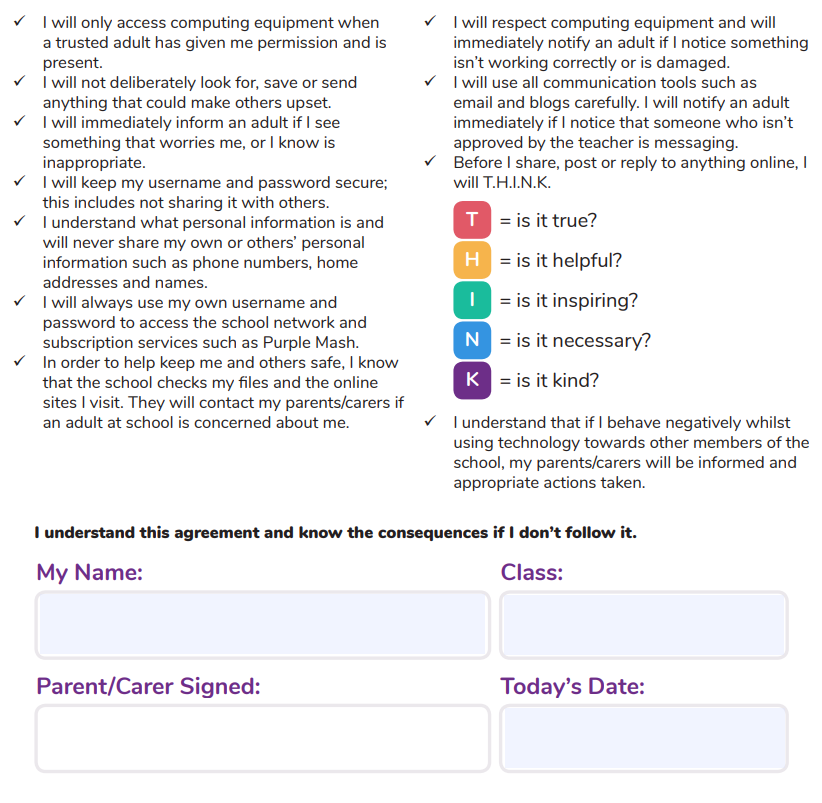 ✓ I will only access computing equipment when
a trusted adult has given me permission and is
present.
✓ I will not deliberately look for, save or send
anything that could make others upset.
✓ I will immediately inform an adult if I see
something that worries me, or I know is
inappropriate.
✓ I will keep my username and password secure;
this includes not sharing it with others.
✓ I understand what personal information is and
will never share my own or others’ personal
information such as phone numbers, home
addresses and names.
✓ I will always use my own username and
password to access the school network and
subscription services such as Purple Mash.
✓ In order to help keep me and others safe, I know
that the school checks my files and the online
sites I visit. They will contact my parents/carers if
an adult at school is concerned about me.
✓ I will respect computing equipment and will
immediately notify an adult if I notice something
isn’t working correctly or is damaged.
✓ I will use all communication tools such as
email and blogs carefully. I will notify an adult
immediately if I notice that someone who isn’t
approved by the teacher is messaging.
✓ Before I share, post or reply to anything online, I
will T.H.I.N.K.
T = is it true?
H = is it helpful?
I = is it inspiring?
N = is it necessary?
K = is it kind?
✓ I understand that if I behave negatively whilst
using technology towards other members of the
school, my parents/carers will be informed and
appropriate actions taken.
I understand this agreement and know the consequences if I don’t follow it.
My Name:
Class:
Parent/Carer Signed:
Today’s Date: